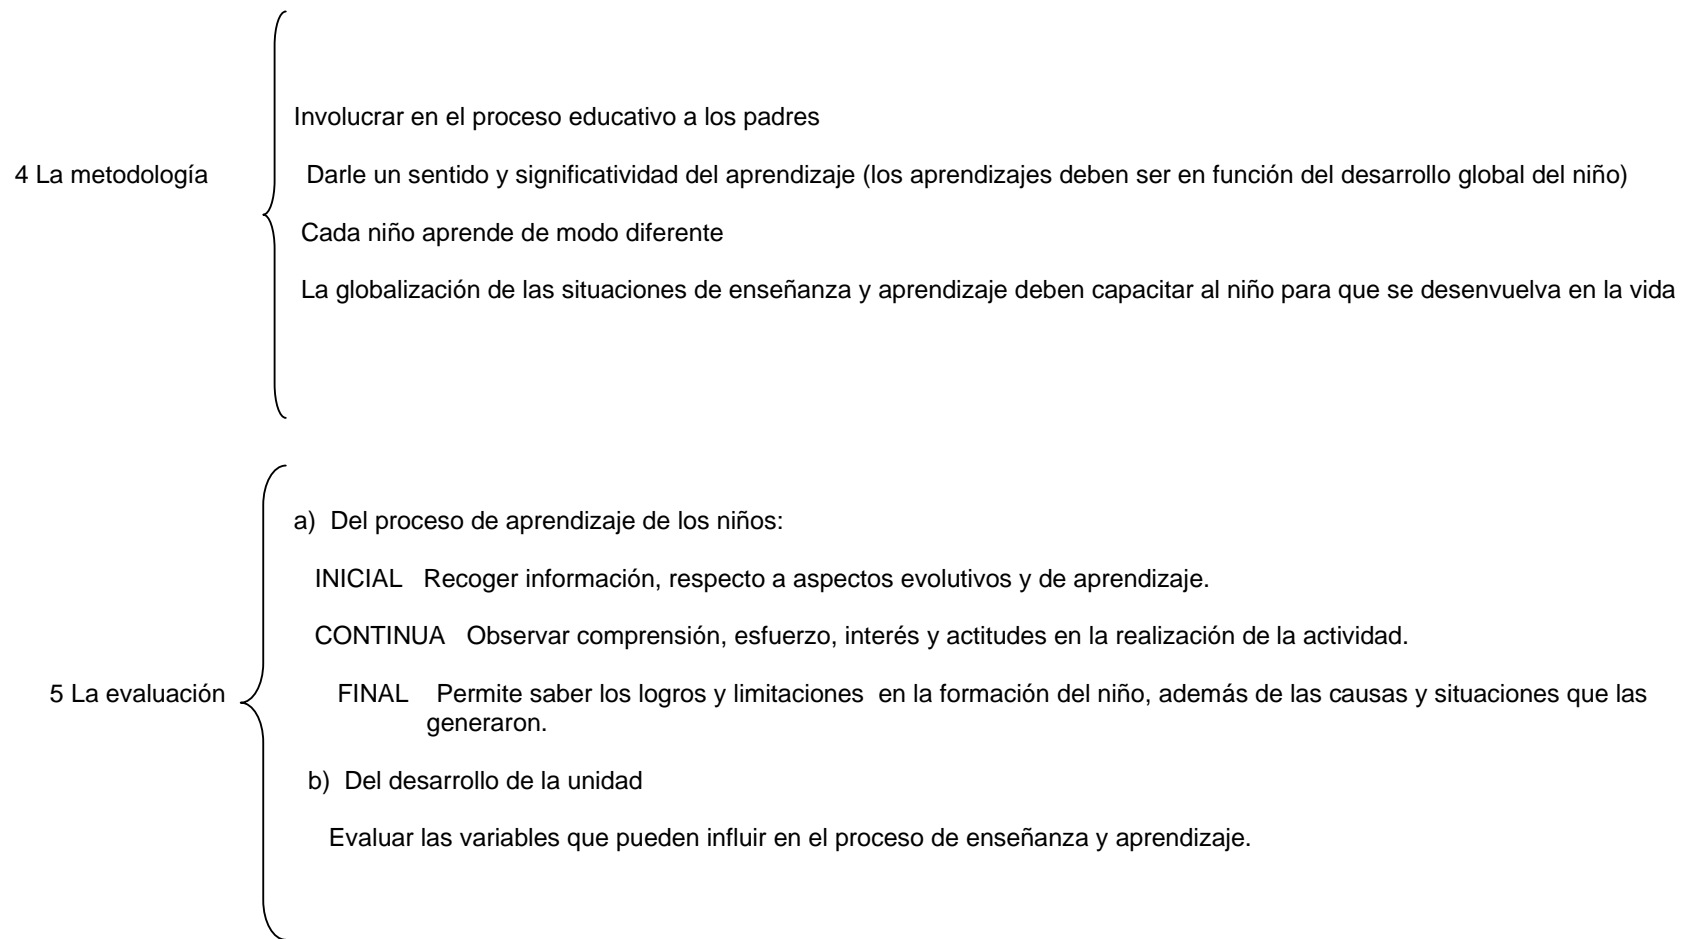 Involucrar en el proceso educativo a los padres
4 La metodología
Darle un sentido y significatividad del aprendizaje (los aprendizajes deben ser en función del desarrollo global del niño)
Cada niño aprende de modo diferente
La globalización de las situaciones de enseñanza y aprendizaje deben capacitar al niño para que se desenvuelva en la vida
a) Del proceso de aprendizaje de los niños:
INICIAL Recoger información, respecto a aspectos evolutivos y de aprendizaje.
CONTINUA Observar comprensión, esfuerzo, interés y actitudes en la realización de la actividad.
5 La evaluación
FINAL Permite saber los logros y limitaciones en la formación del niño, además de las causas y situaciones que las
generaron.
b) Del desarrollo de la unidad
Evaluar las variables que pueden influir en el proceso de enseñanza y aprendizaje.